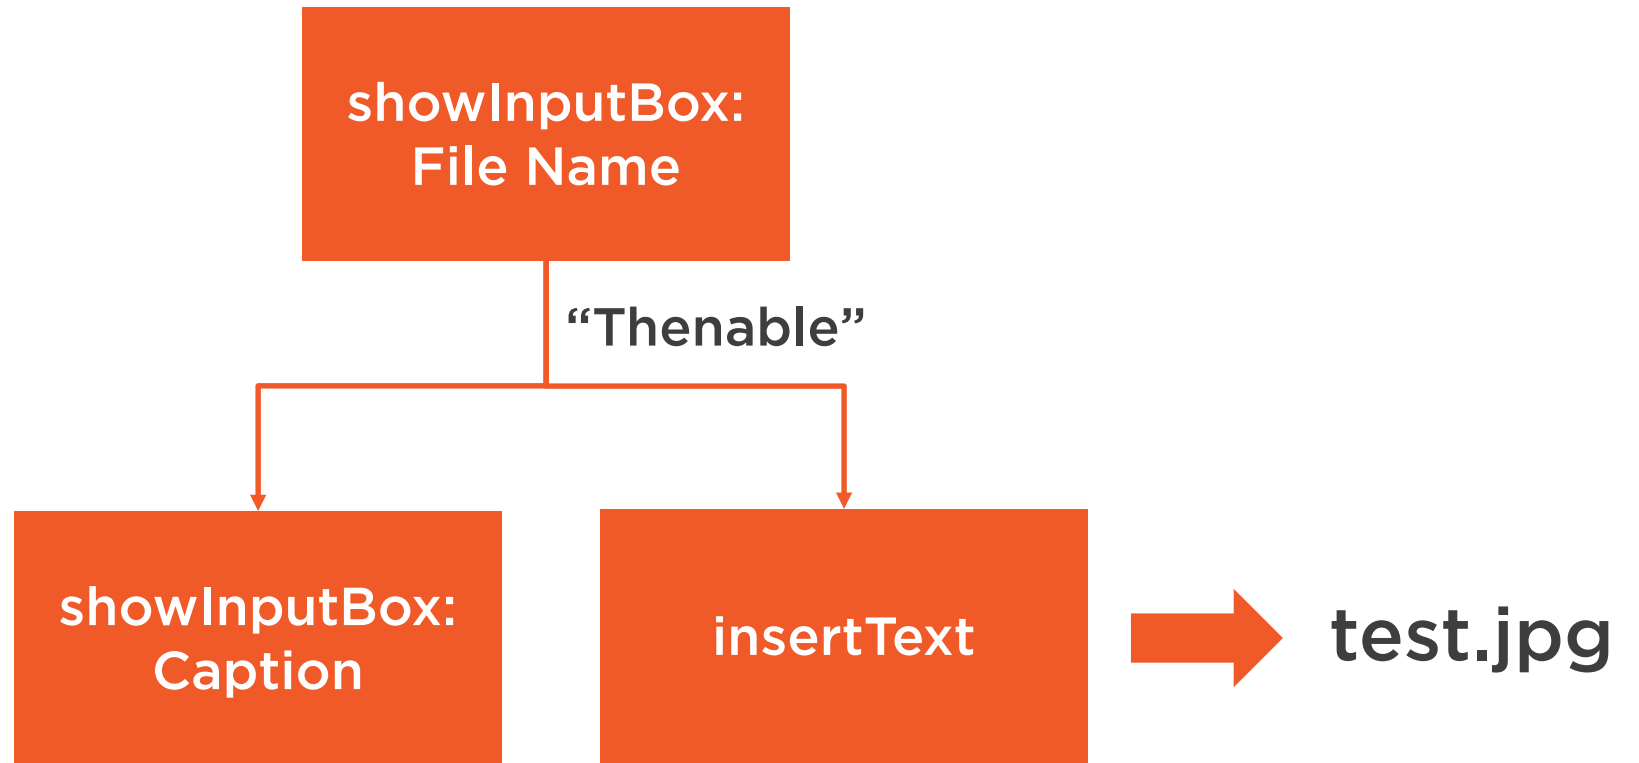 showInputBox:
File Name
“Thenable”
showInputBox:
Caption
insertText
test.jpg